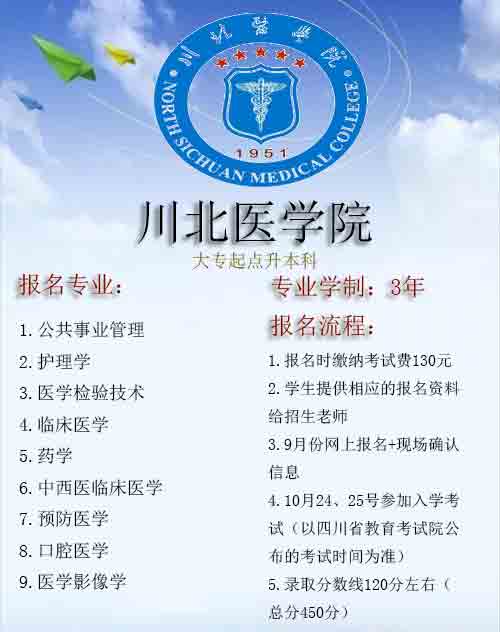 川北医学院
NORTH SICHUAN MEDICAL COLLEGE
1951
川北医学院
大专起点升本科
报名专业：
1.公共事业管理
2.护理学
3.医学检验技术
4.临床医学
5.药学
6.中西医临床医学
7.预防医学
8.口腔医学
9.医学影像学
专业学制：3年
报名流程：
1.报名时缴纳考试费130元
2.学生提供相应的报名资料
给招生老师
3.9月份网上报名+现场确认
信息
4.10月24、25号参加入学考
试（以四川省教育考试院公
布的考试时间为准）
5.录取分数线120分左右（
总分450分）